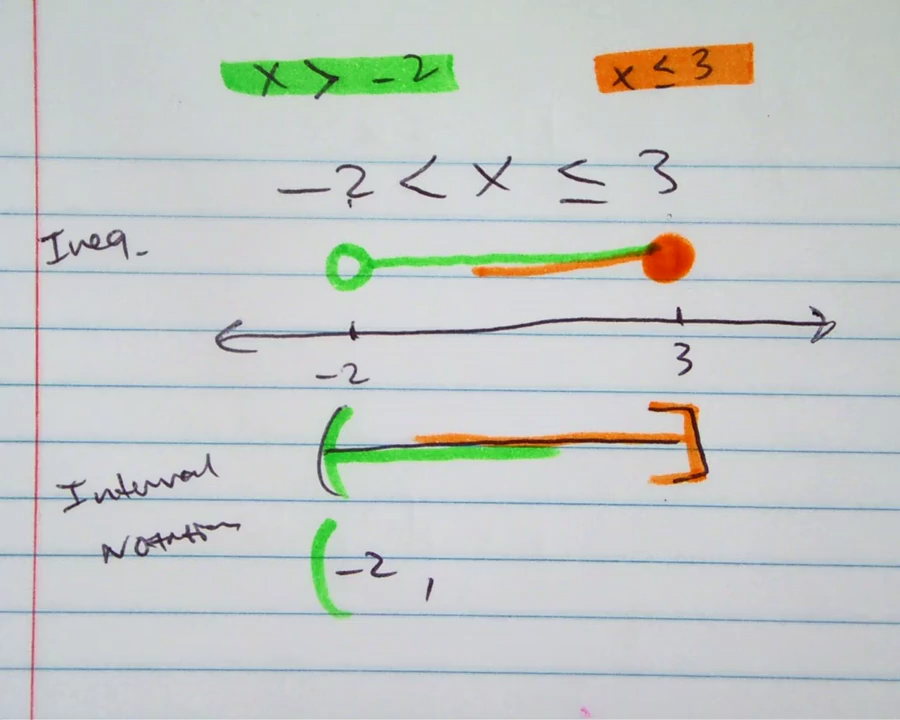 x > -2 x ≤ 3
-2 < x ≤ 3
Ineq.
-2 3
Interval
Notation
(-2 ,